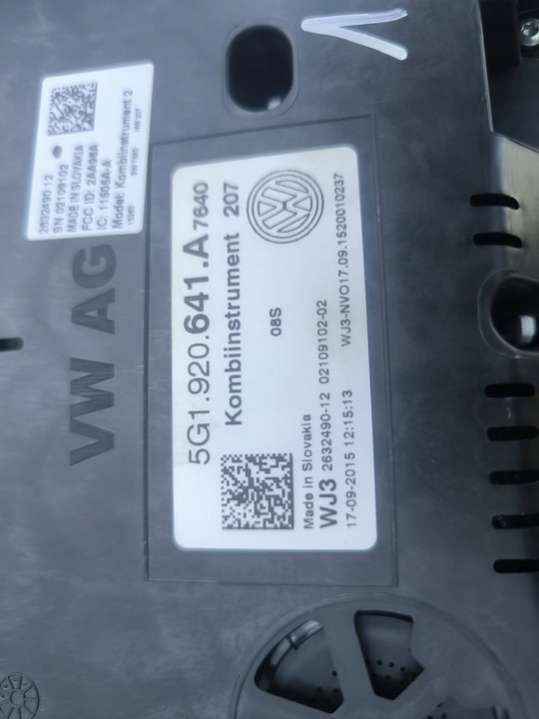 2632490 12
SN 02109102
MADE IN SLOVAKIA
FCC ID: 2AA98A
IC: 11505A-A
Model: Kombiinstrument 2
VW AG
5G1.920.641.A 7640
Kombiinstrument 207
08S
Made in Slovakia
WJ3 2632490-12 02109102-02
17-09-2015 12:15:13 WJ3-NVO17.09.1520010237